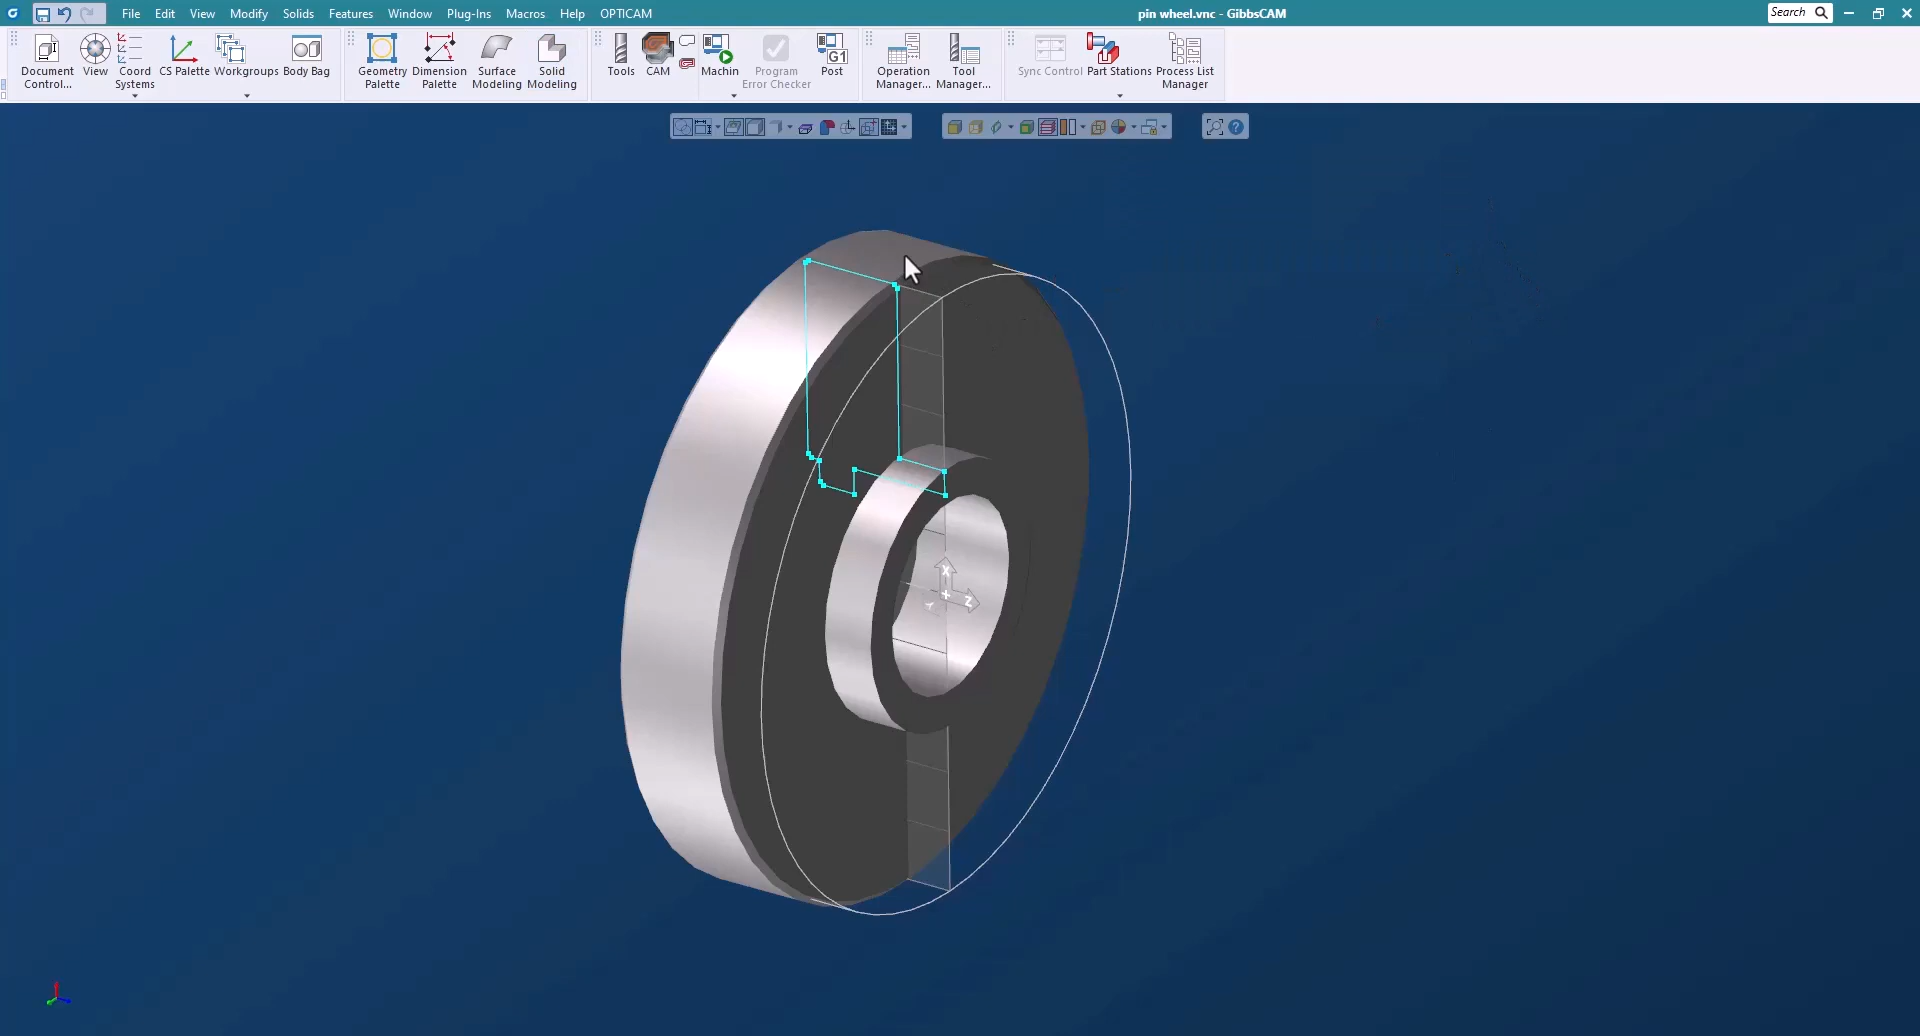 File Edit View Modify Solids Features Window Plug-Ins Macros Help OPTICAM
pin wheel.vnc - GibbsCAM
Search
Document Control...
View
Coord Systems
CS Palette
Workgroups
Body Bag
Geometry Palette
Dimension Palette
Surface Modeling
Solid Modeling
Tools
CAM
Machin
Program Error Checker
G1
Post
Operation Manager...
Tool Manager...
Sync Control
Part Stations
Process List Manager
X
Y
Z